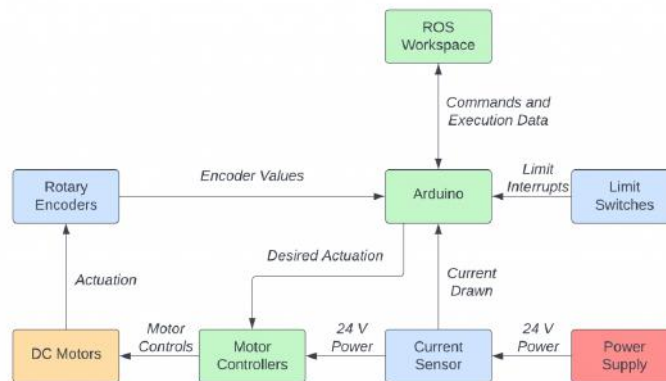 ROS
Workspace
Commands and
Execution Data
Rotary
Encoders
Encoder Values
Arduino
Limit
Interrupts
Limit
Switches
Desired Actuation
Actuation
Current
Drawn
DC Motors
Motor
Controls
Motor
Controllers
24 V
Power
Current
Sensor
24 V
Power
Power
Supply